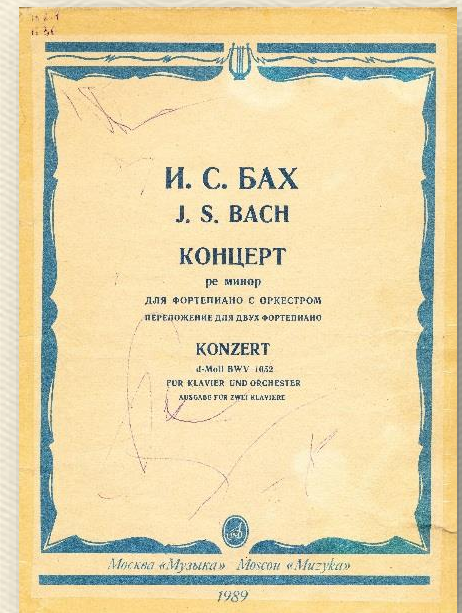 И. С. БАХ
J. S. BACH
КОНЦЕРТ
ре минор
ДЛЯ ФОРТЕПИАНО С ОРКЕСТРОМ
ПЕРЕЛОЖЕНИЕ ДЛЯ ДВУХ ФОРТЕПИАНО
KONZERT
d-Moll BWV 1052
FÜR KLAVIER UND ORCHESTER
AUSGABE FÜR ZWEI KLAVIERE
Москва «Музыка» Moscou «Muzyka»
1989